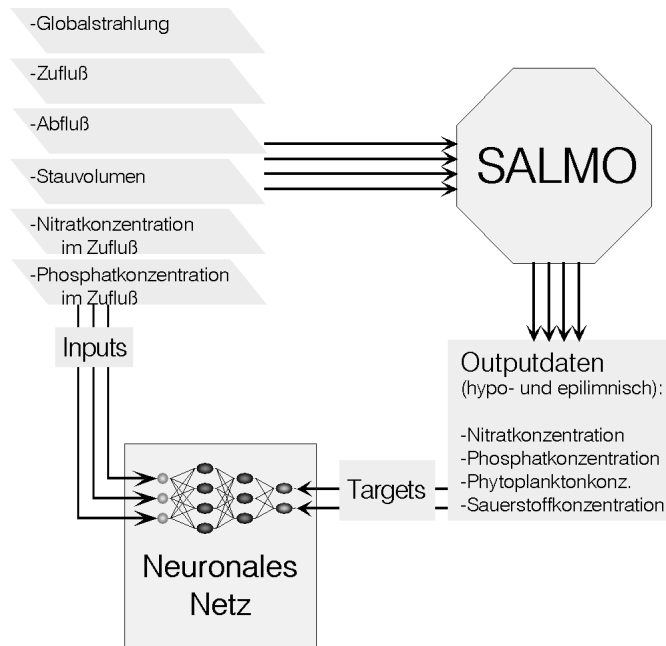 -Globalstrahlung
-Zufluß
-Abfluß
-Stauvolumen
-Nitratkonzentration
im Zufluß
-Phosphatkonzentration
im Zufluß
SALMO
Inputs
Outputdaten
(hypo- und epilimnisch):
-Nitratkonzentration
-Phosphatkonzentration
-Phytoplanktonkonz.
-Sauerstoffkonzentration
Targets
Neuronales
Netz